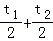 t₁/2 + t₂/2